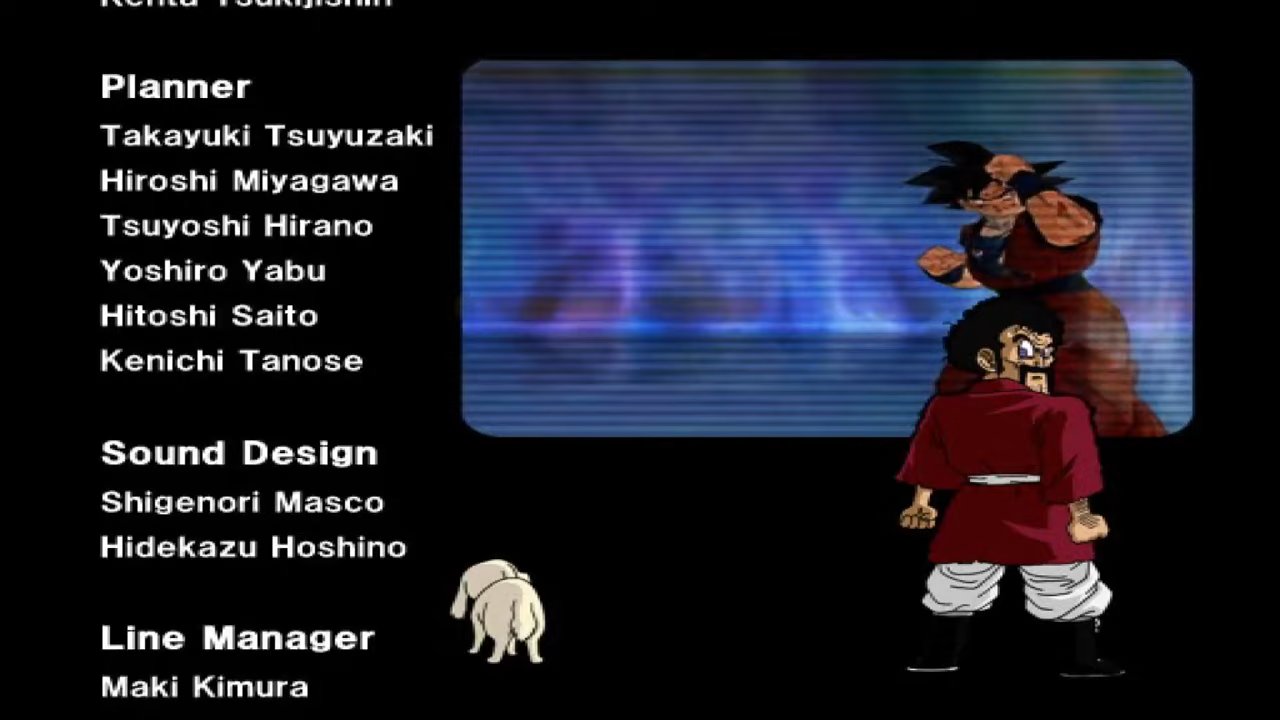 Planner
Takayuki Tsuyuzaki
Hiroshi Miyagawa
Tsuyoshi Hirano
Yoshiro Yabu
Hitoshi Saito
Kenichi Tanose
Sound Design
Shigenori Masco
Hidekazu Hoshino
Line Manager
Maki Kimura